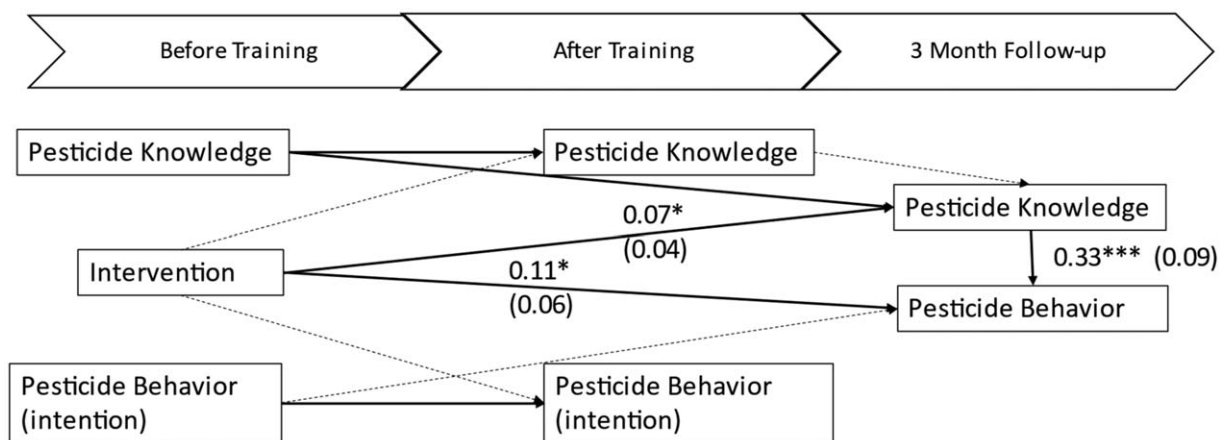 Before Training
After Training
3 Month Follow-up
Pesticide Knowledge
Pesticide Knowledge
Pesticide Knowledge
0.07*
(0.04)
0.33*** (0.09)
Intervention
0.11*
(0.06)
Pesticide Behavior
Pesticide Behavior
(intention)
Pesticide Behavior
(intention)